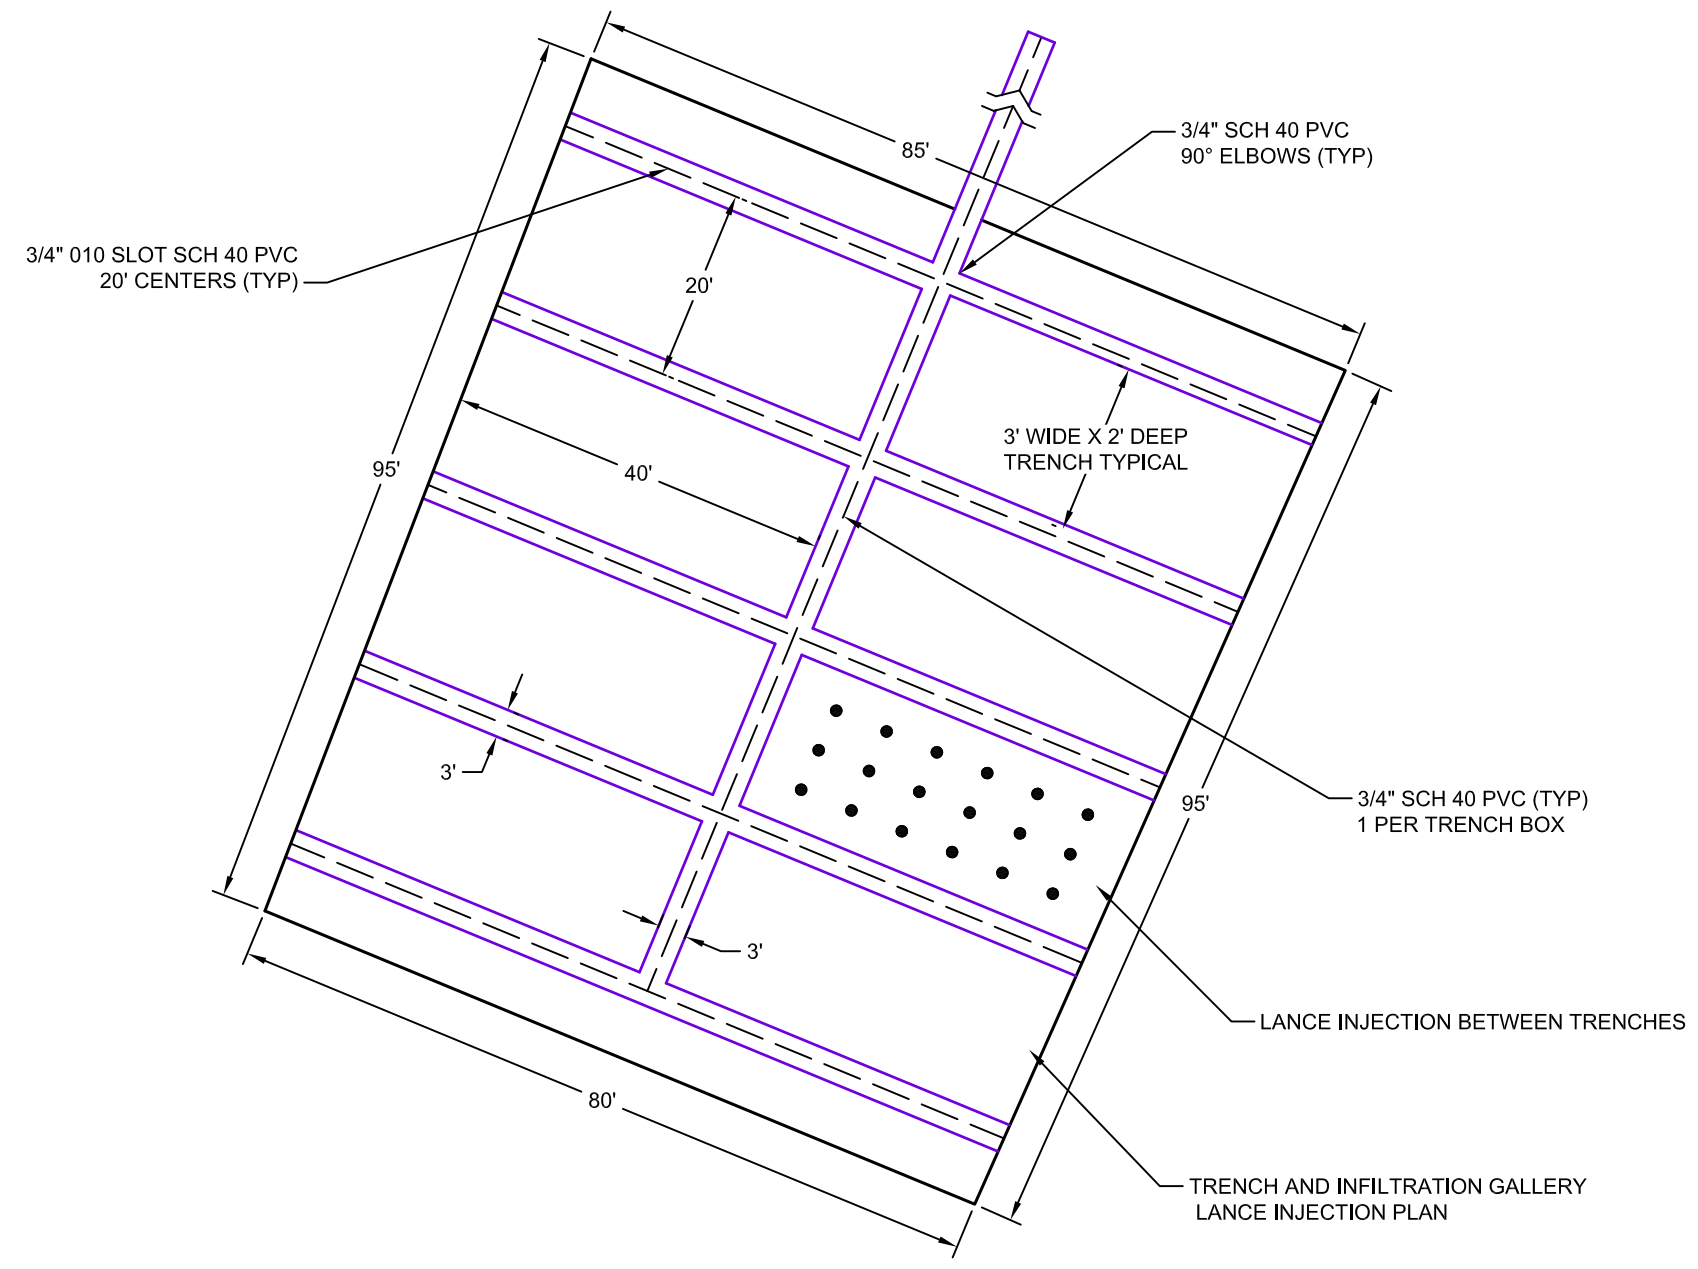 85'
3/4" SCH 40 PVC
90° ELBOWS (TYP)
3/4" 010 SLOT SCH 40 PVC
20' CENTERS (TYP)
20'
3' WIDE X 2' DEEP
TRENCH TYPICAL
95'
40'
3'
95'
3/4" SCH 40 PVC (TYP)
1 PER TRENCH BOX
3'
LANCE INJECTION BETWEEN TRENCHES
80'
TRENCH AND INFILTRATION GALLERY
LANCE INJECTION PLAN